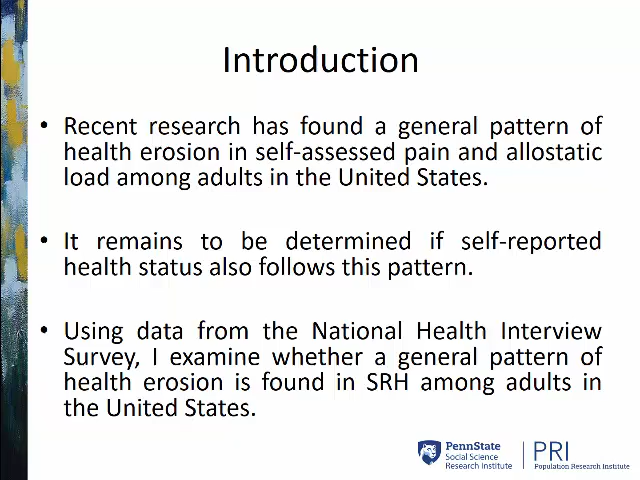 Introduction
• Recent research has found a general pattern of
health erosion in self-assessed pain and allostatic
load among adults in the United States.
• It remains to be determined if self-reported
health status also follows this pattern.
• Using data from the National Health Interview
Survey, I examine whether a general pattern of
health erosion is found in SRH among adults in
the United States.
PennState
Social Science
Research Institute
PRI
Population Research Institute